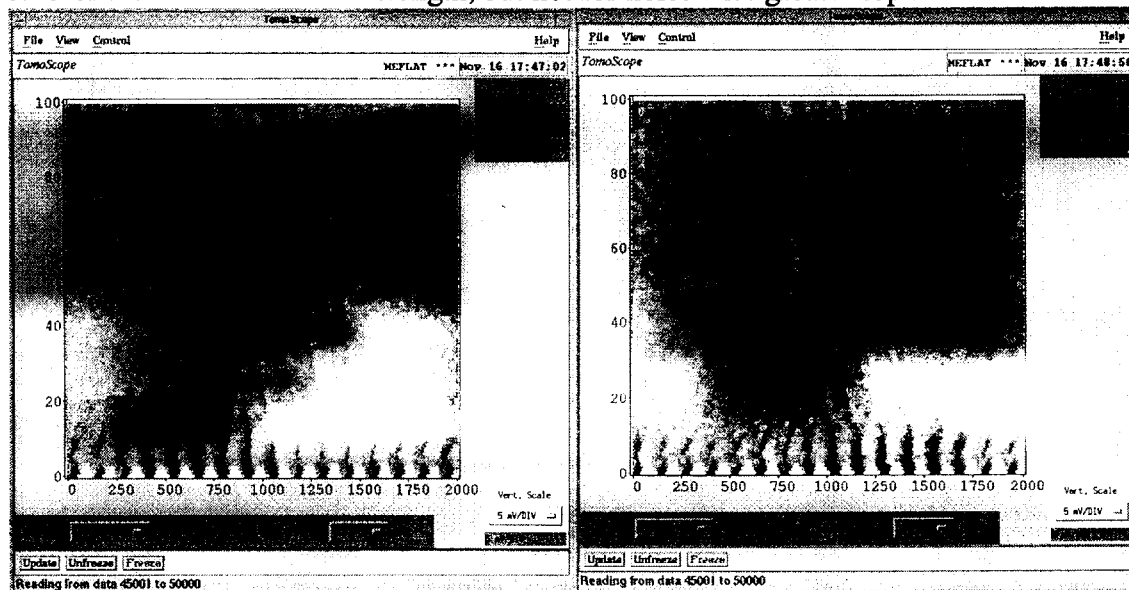 TomoScope
File View Control Help
TomoScope MEFLAT *** Nov 16 17:47:02
100
80
40
20
0
0 250 500 750 1000 1250 1500 1750 2000
Vert. Scale
5 mV/DIV
Update Unfreeze Freeze
Reading from data 45001 to 50000
File View Control Help
TomoScope MEFLAT *** Nov 16
100
80
60
40
20
0
0 250 500 750 1000 1250 1500 1750 2000
Vert. Scale
5 mV/DIV
Update Unfreeze Freeze
Reading from data 45001 to 50000